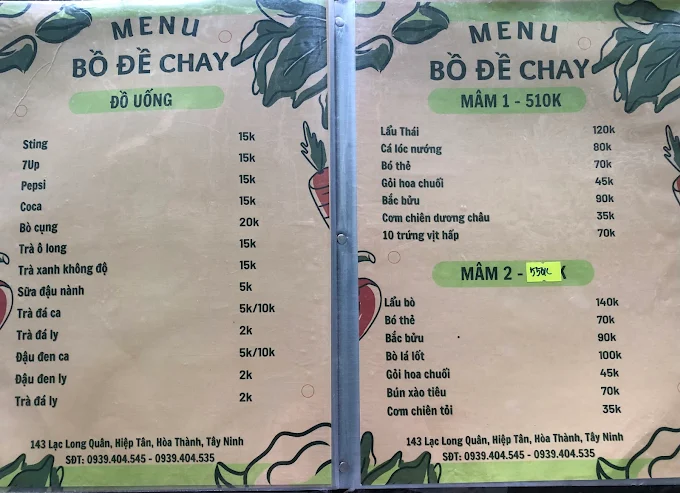 MENU
BỒ ĐỀ CHAY
ĐỒ UỐNG
Sting 15k
7Up 15k
Pepsi 15k
Coca 15k
Bò cụng 20k
Trà ô long 15k
Trà xanh không độ 15k
Sữa đậu nành 5k
Trà đá ca 5k/10k
Trà đá ly 2k
Đậu đen ca 5k/10k
Đậu đen ly 2k
Trà đá ly 2k
143 Lạc Long Quân, Hiệp Tân, Hòa Thành, Tây Ninh
SĐT: 0939.404.545 - 0939.404.535
MENU
BỒ ĐỀ CHAY
MÂM 1 - 510K
Lẩu Thái 120k
Cá lóc nướng 80k
Bó thẻ 70k
Gỏi hoa chuối 45k
Bắc bửu 90k
Cơm chiên dương châu 35k
10 trứng vịt hấp 70k
MÂM 2 - 550K
Lẩu bò 140k
Bó thẻ 70k
Bắc bửu 90k
Bò lá lốt 100k
Gỏi hoa chuối 45k
Bún xào tiêu 70k
Cơm chiên tỏi 35k
143 Lạc Long Quân, Hiệp Tân, Hòa Thành, Tây Ninh
SĐT: 0939.404.545 - 0939.404.535